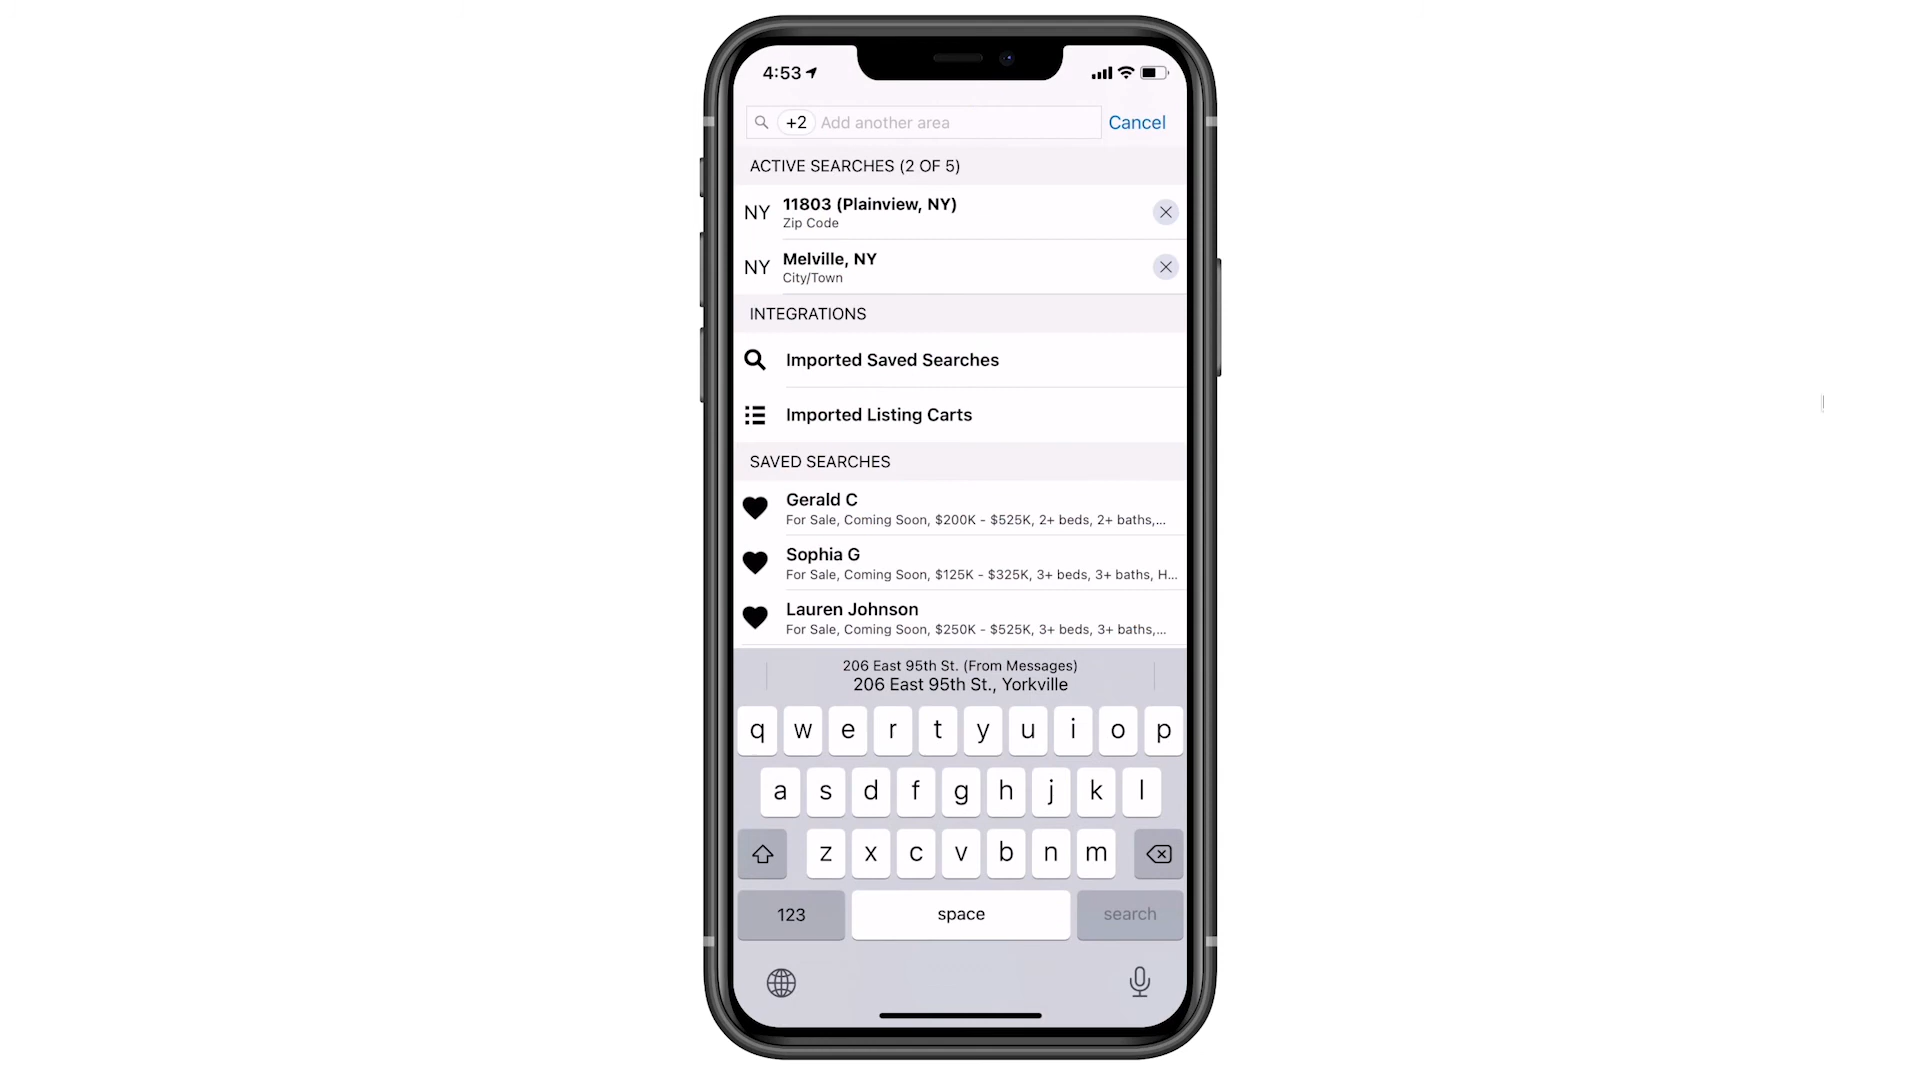 4:53
+2 Add another area Cancel
ACTIVE SEARCHES (2 OF 5)
NY 11803 (Plainview, NY)
Zip Code
NY Melville, NY
City/Town
INTEGRATIONS
Imported Saved Searches
Imported Listing Carts
SAVED SEARCHES
Gerald C
For Sale, Coming Soon, $200K - $525K, 2+ beds, 2+ baths,...
Sophia G
For Sale, Coming Soon, $125K - $325K, 3+ beds, 3+ baths, H...
Lauren Johnson
For Sale, Coming Soon, $250K - $525K, 3+ beds, 3+ baths,...
206 East 95th St. (From Messages)
206 East 95th St., Yorkville
q w e r t y u i o p
a s d f g h j k l
z x c v b n m
123 space search